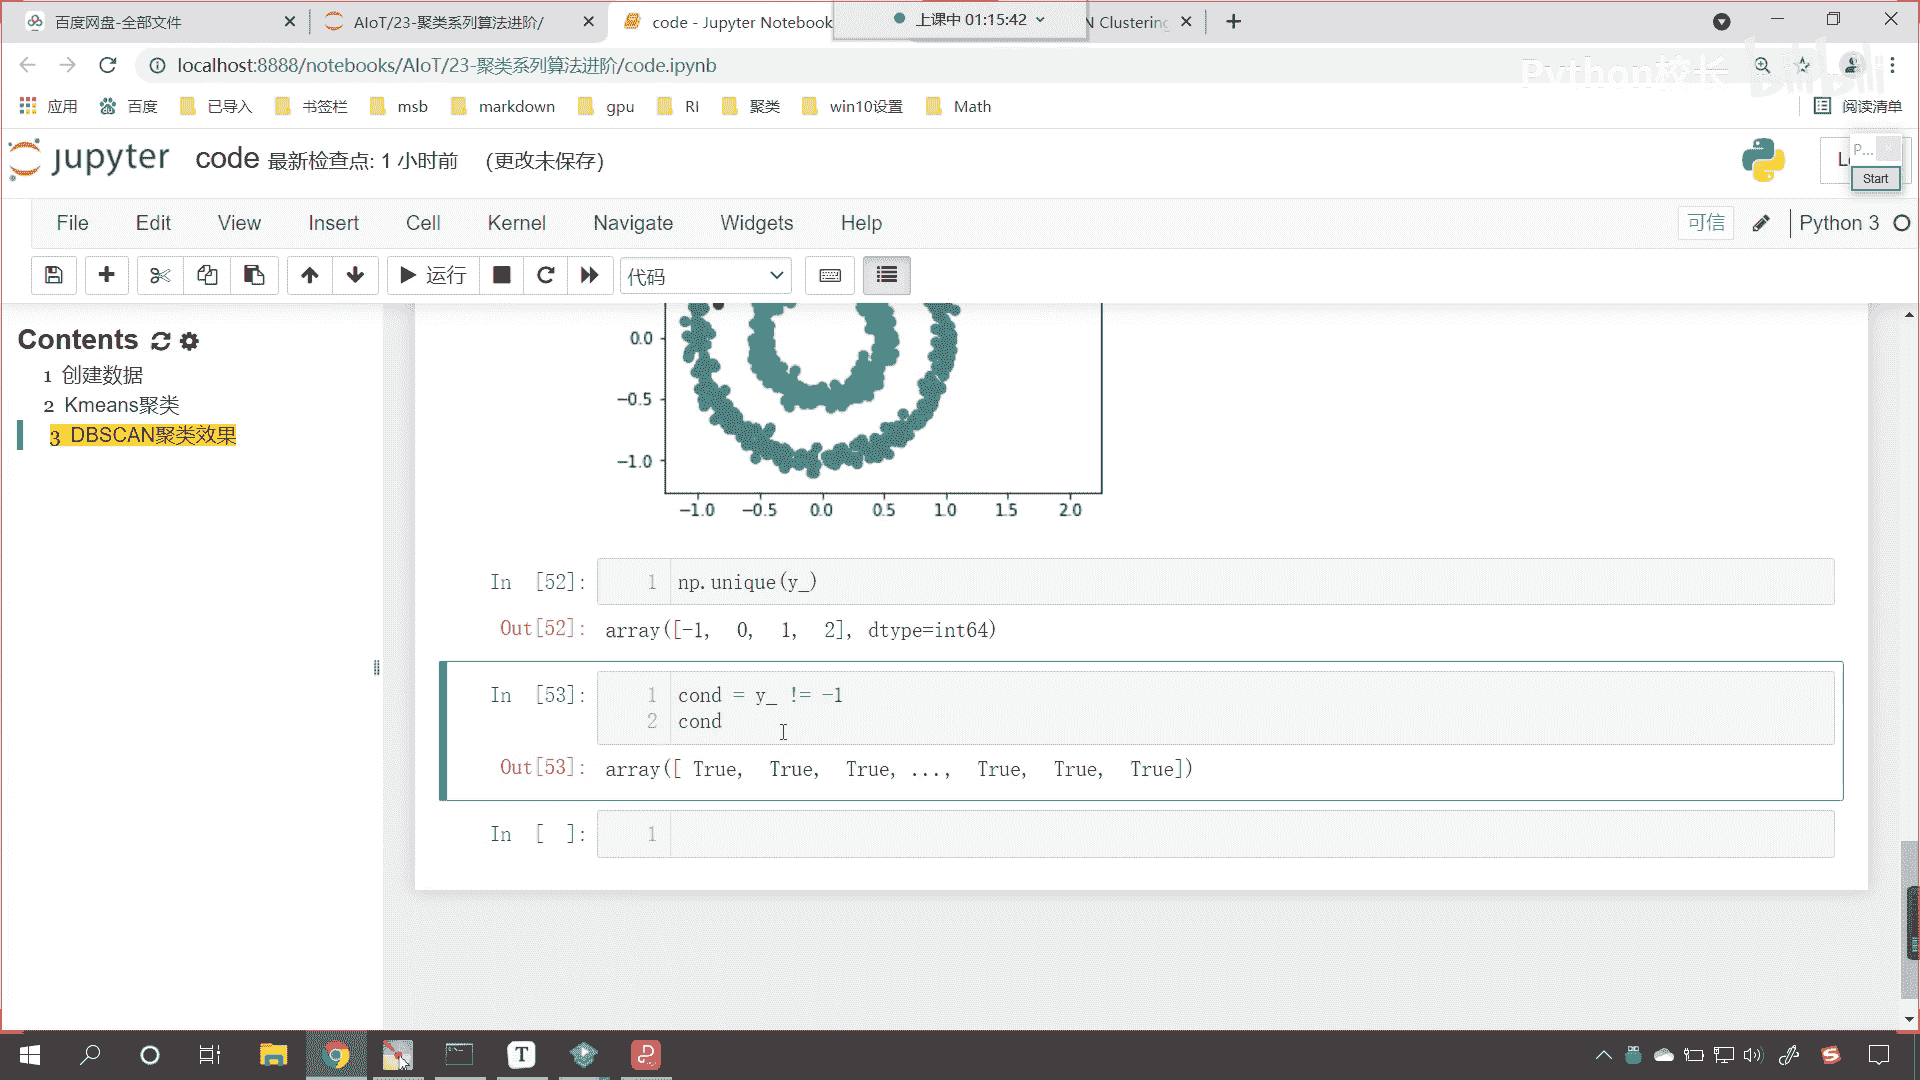 百度网盘-全部文件
AIoT/23-聚类系列算法进阶/
code - Jupyter Notebook
上课中 01:15:42
N Clustering
localhost:8888/notebooks/AIoT/23-聚类系列算法进阶/code.ipynb
Python校长
bilibili
应用 百度 已导入 书签栏 msb markdown gpu RI 聚类 win10设置 Math 阅读清单
jupyter code 最新检查点: 1 小时前 (更改未保存)
P...
Start
File Edit View Insert Cell Kernel Navigate Widgets Help 可信 Python 3
运行 代码
Contents
1 创建数据
2 Kmeans聚类
3 DBSCAN聚类效果
0.0
−0.5
−1.0
−1.0 −0.5 0.0 0.5 1.0 1.5 2.0
In [52]: 1 np.unique(y_)
Out[52]: array([-1, 0, 1, 2], dtype=int64)
In [53]: 1 cond = y_ != -1
2 cond
Out[53]: array([ True, True, True, ..., True, True, True])
In [ ]: 1